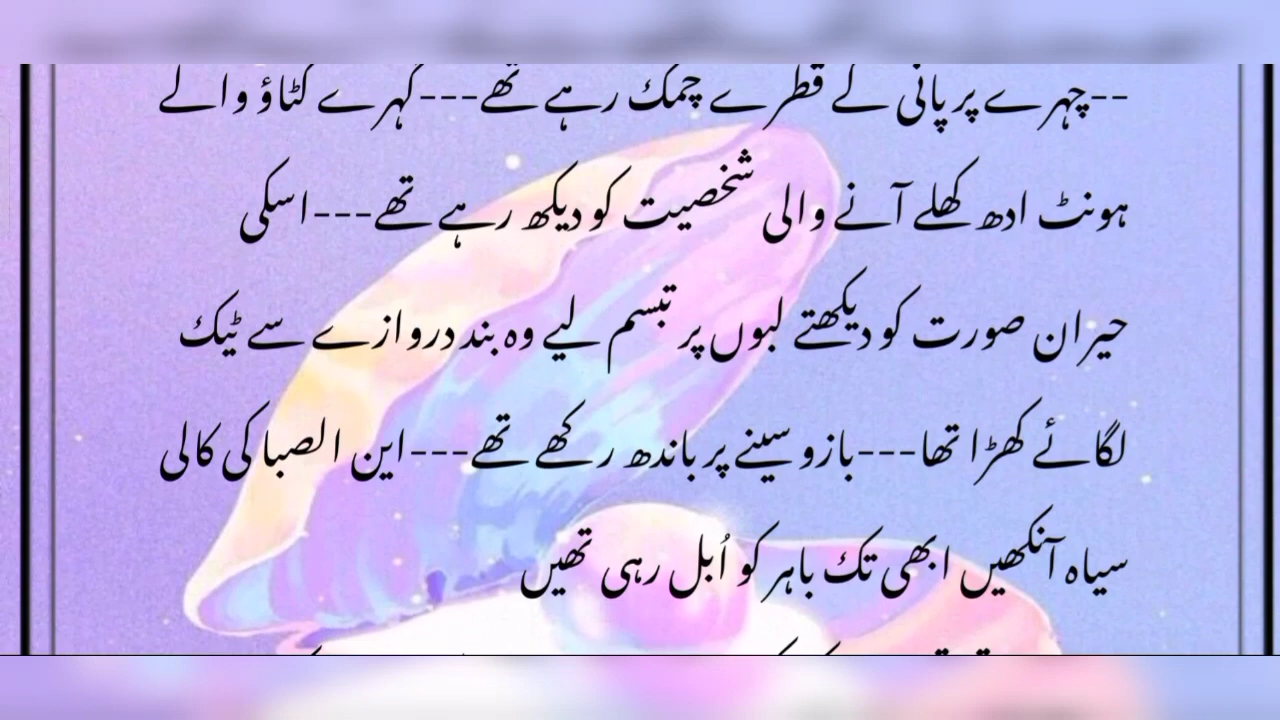 --چہرے پر پانی کے قطرے چمک رہے تھے---گہرے کٹاؤ والے
ہونٹ ادھ کھلے آنے والی شخصیت کو دیکھ رہے تھے---اسکی
حیران صورت کو دیکھتے لبوں پر تبسم لیے وہ بند دروازے سے ٹیک
لگائے کھڑا تھا---بازو سینے پر باندھ رکھے تھے---این الصبا کی کالی
سیاہ آنکھیں ابھی تک باہر کو اُبل رہی تھیں